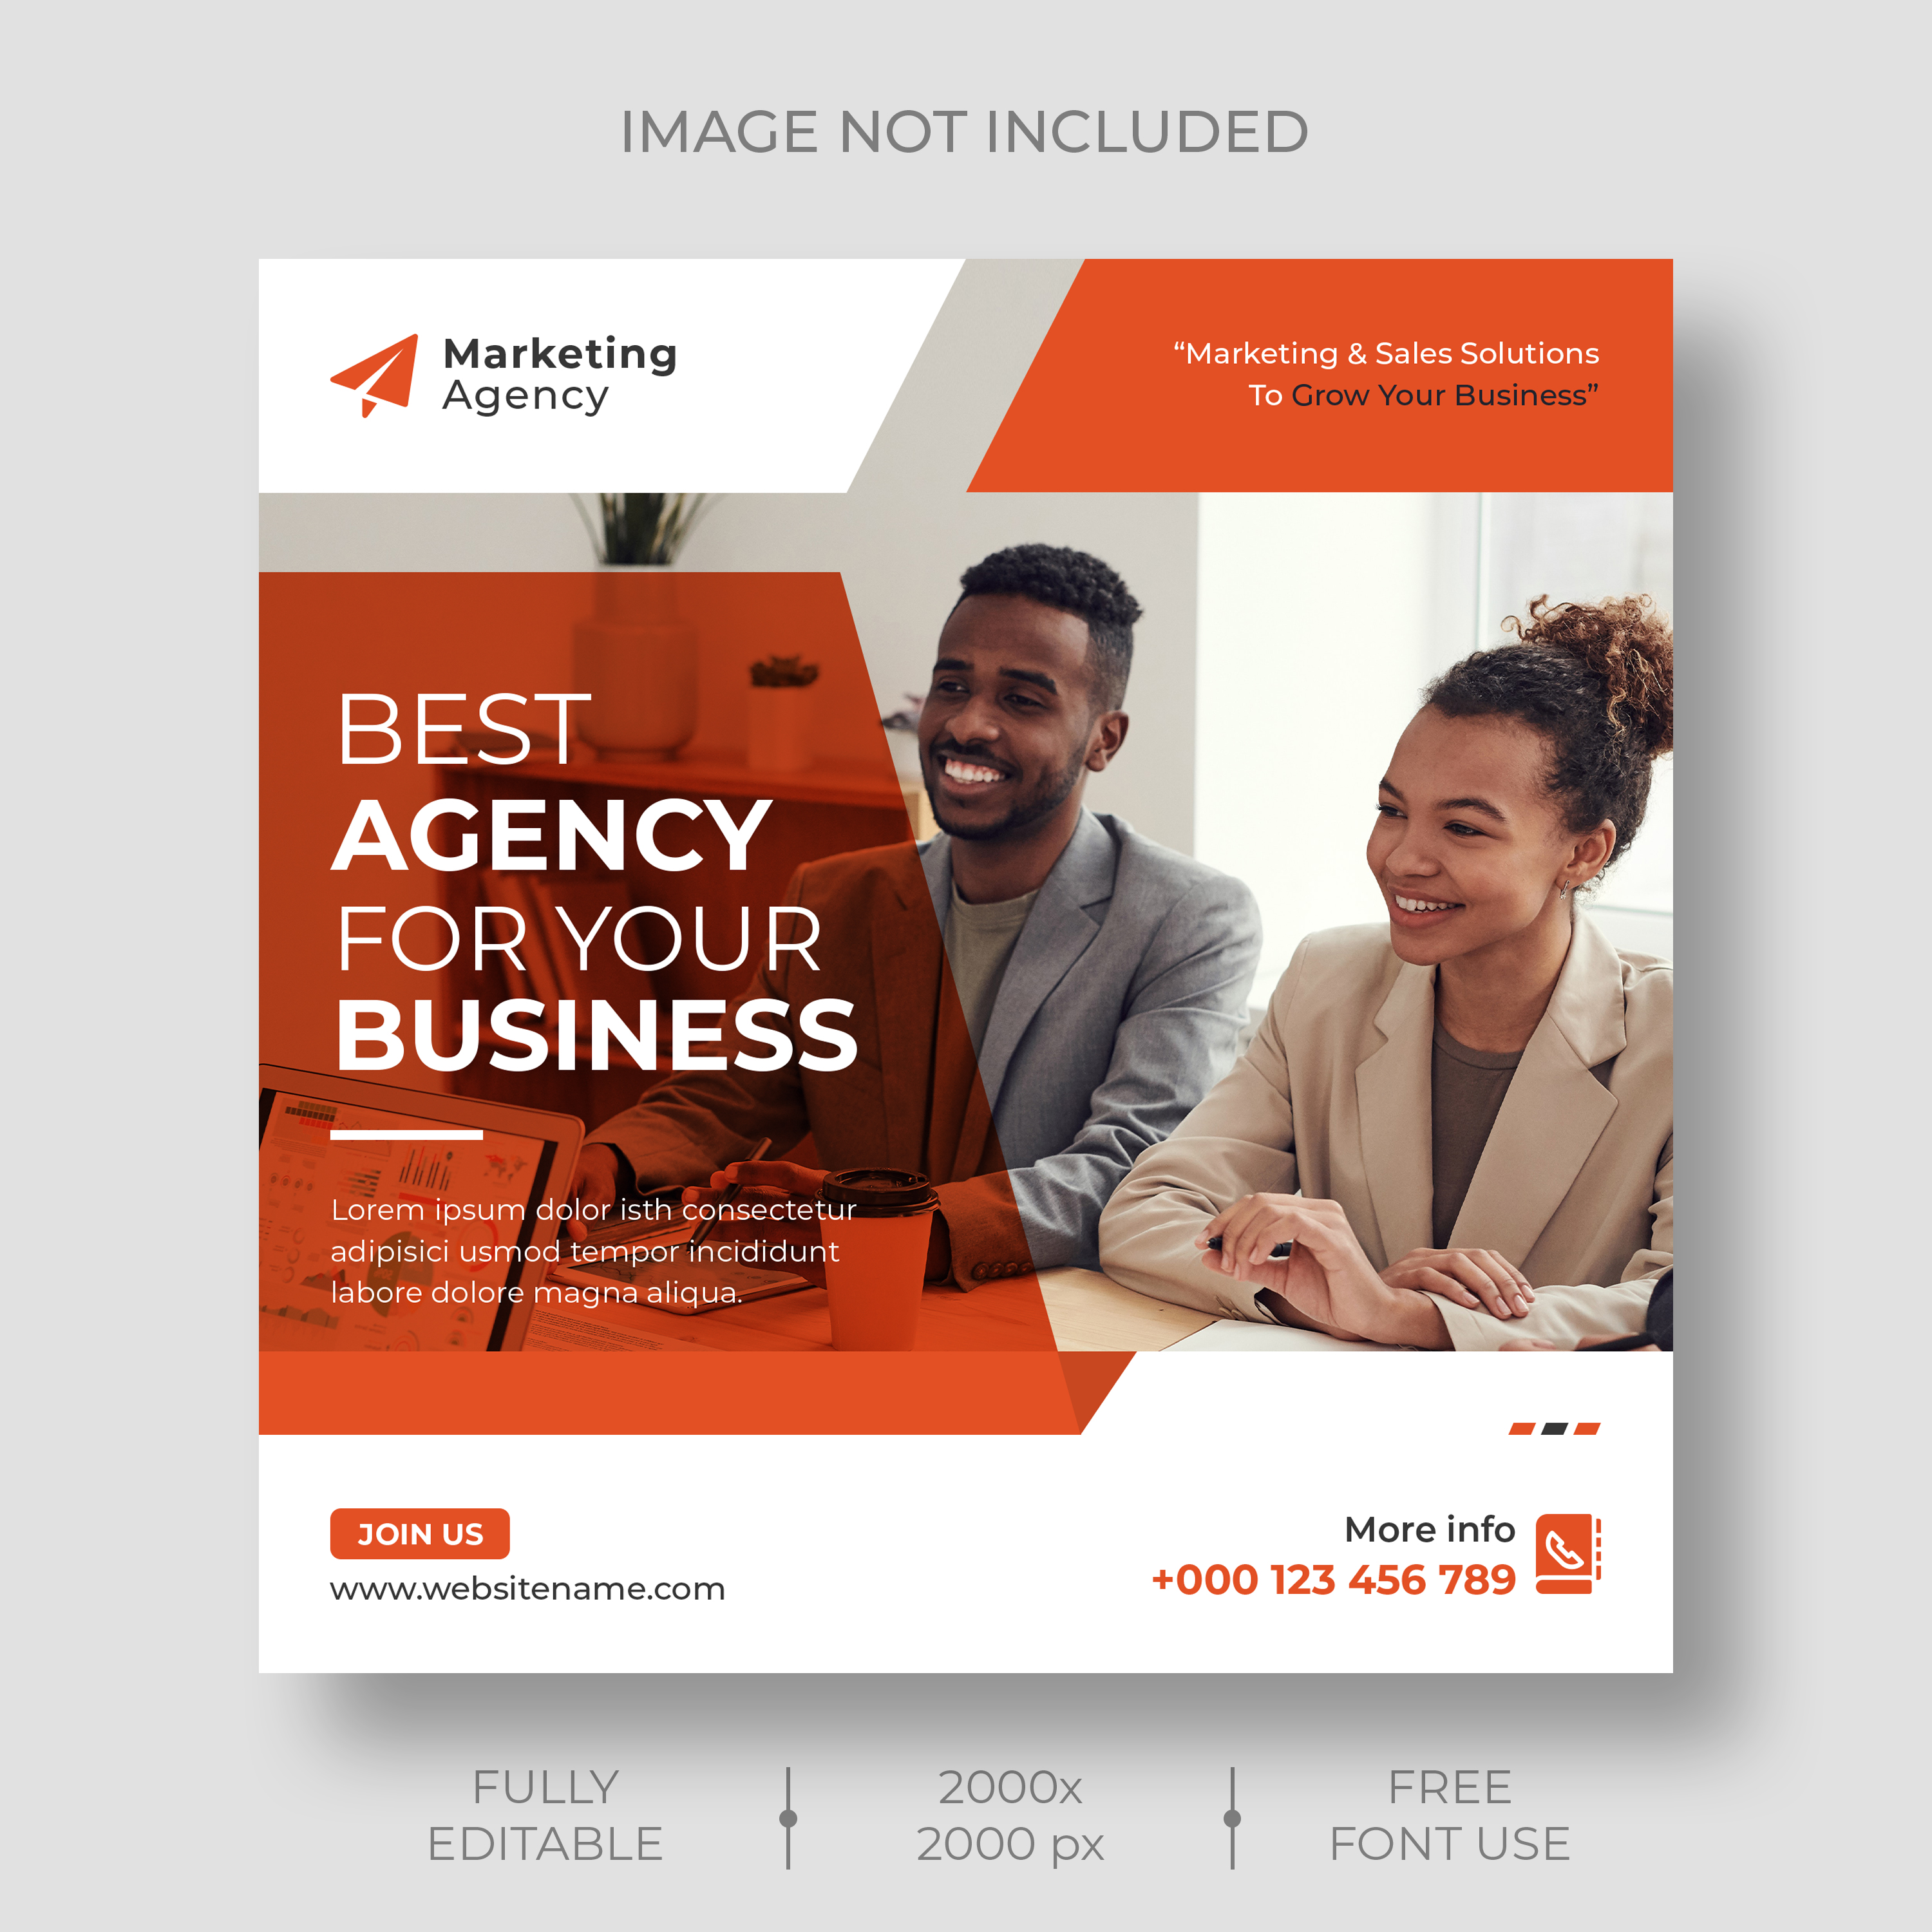 IMAGE NOT INCLUDED
Marketing
Agency
“Marketing & Sales Solutions
To Grow Your Business”
BEST
AGENCY
FOR YOUR
BUSINESS
Lorem ipsum dolor isth consectetur
adipisici usmod tempor incididunt
labore dolore magna aliqua.
JOIN US
www.websitename.com
More info
+000 123 456 789
FULLY
EDITABLE
2000x
2000 px
FREE
FONT USE